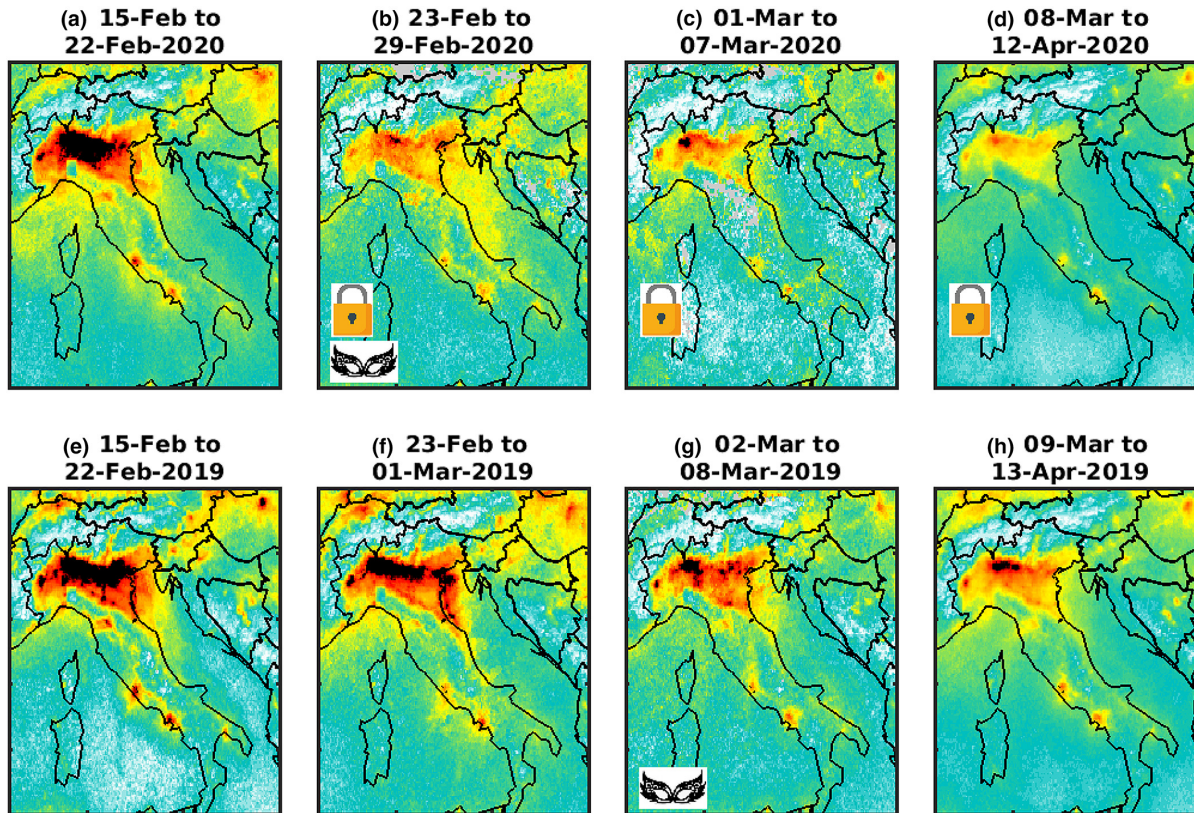 (a) 15-Feb to
22-Feb-2020
(b) 23-Feb to
29-Feb-2020
(c) 01-Mar to
07-Mar-2020
(d) 08-Mar to
12-Apr-2020
(e) 15-Feb to
22-Feb-2019
(f) 23-Feb to
01-Mar-2019
(g) 02-Mar to
08-Mar-2019
(h) 09-Mar to
13-Apr-2019